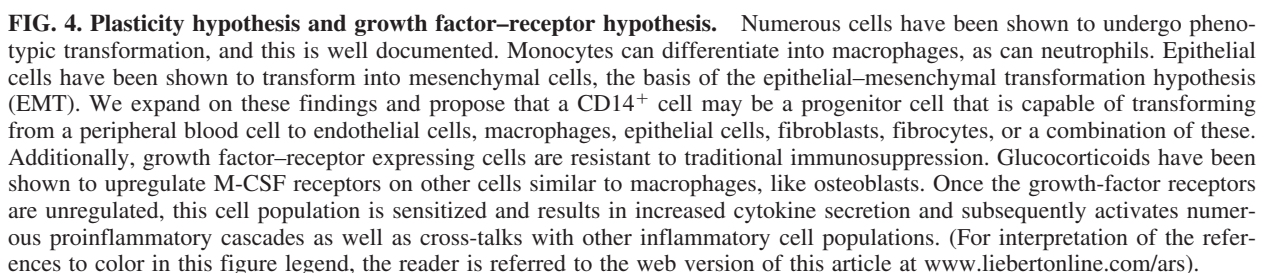 FIG. 4. Plasticity hypothesis and growth factor–receptor hypothesis. Numerous cells have been shown to undergo pheno-
typic transformation, and this is well documented. Monocytes can differentiate into macrophages, as can neutrophils. Epithelial
cells have been shown to transform into mesenchymal cells, the basis of the epithelial–mesenchymal transformation hypothesis
(EMT). We expand on these findings and propose that a CD14+ cell may be a progenitor cell that is capable of transforming
from a peripheral blood cell to endothelial cells, macrophages, epithelial cells, fibroblasts, fibrocytes, or a combination of these.
Additionally, growth factor–receptor expressing cells are resistant to traditional immunosuppression. Glucocorticoids have been
shown to upregulate M-CSF receptors on other cells similar to macrophages, like osteoblasts. Once the growth-factor receptors
are unregulated, this cell population is sensitized and results in increased cytokine secretion and subsequently activates numer-
ous proinflammatory cascades as well as cross-talks with other inflammatory cell populations. (For interpretation of the refer-
ences to color in this figure legend, the reader is referred to the web version of this article at www.liebertonline.com/ars).